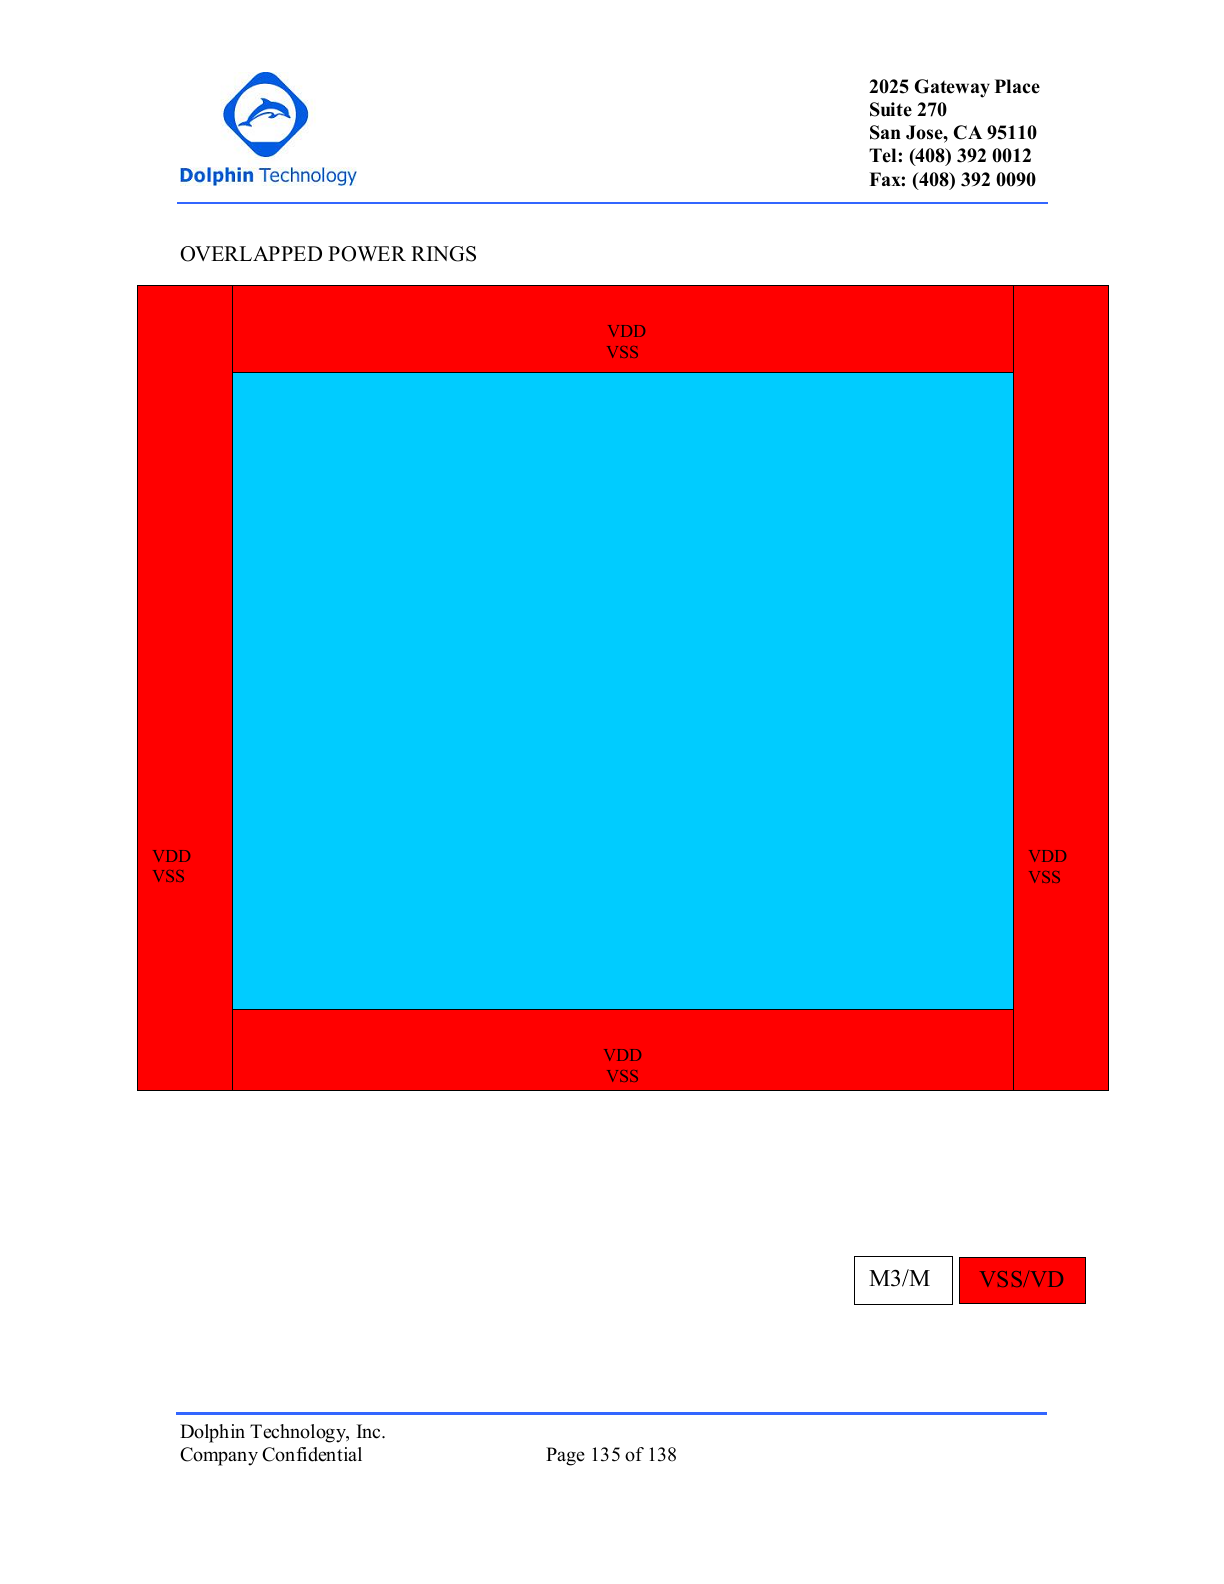 2025 Gateway Place
Suite 270
San Jose, CA 95110
Tel: (408) 392 0012
Fax: (408) 392 0090
Dolphin Technology
OVERLAPPED POWER RINGS
VDD
VSS
VDD
VSS
VDD
VSS
VDD
VSS
M3/M
VSS/VD
Dolphin Technology, Inc.
Company Confidential
Page 135 of 138